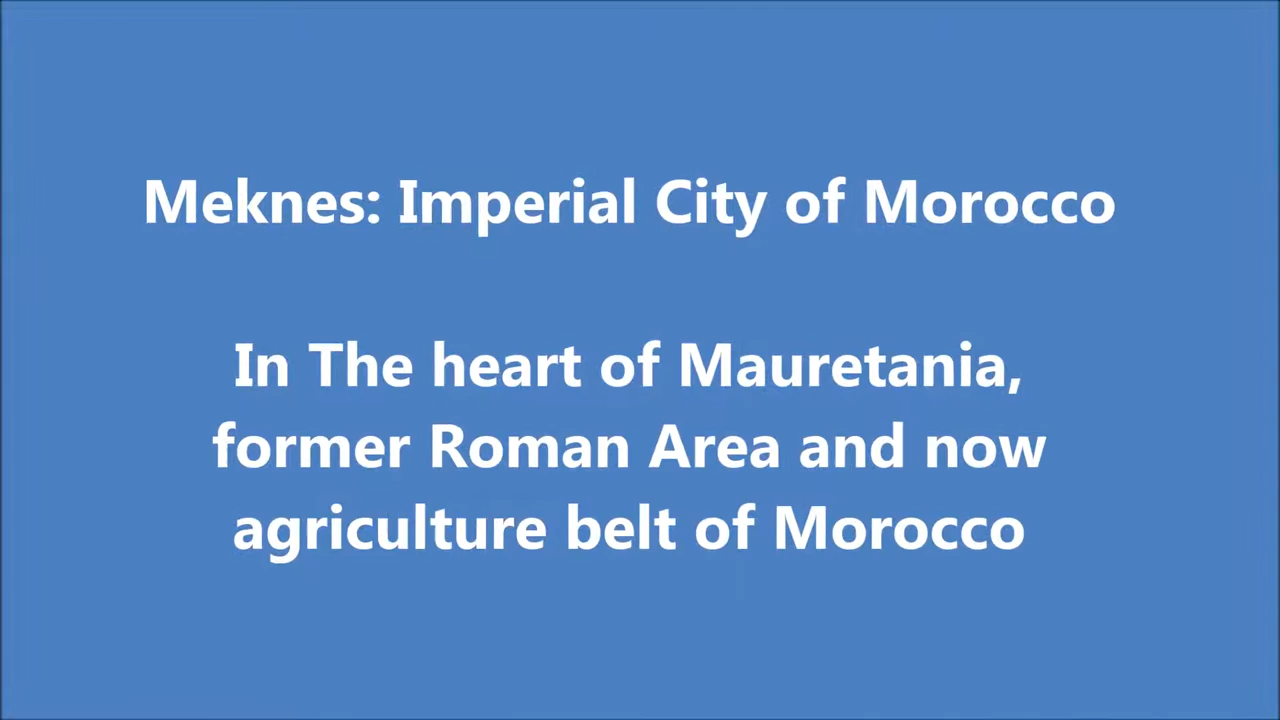 Meknes: Imperial City of Morocco
In The heart of Mauretania,
former Roman Area and now
agriculture belt of Morocco